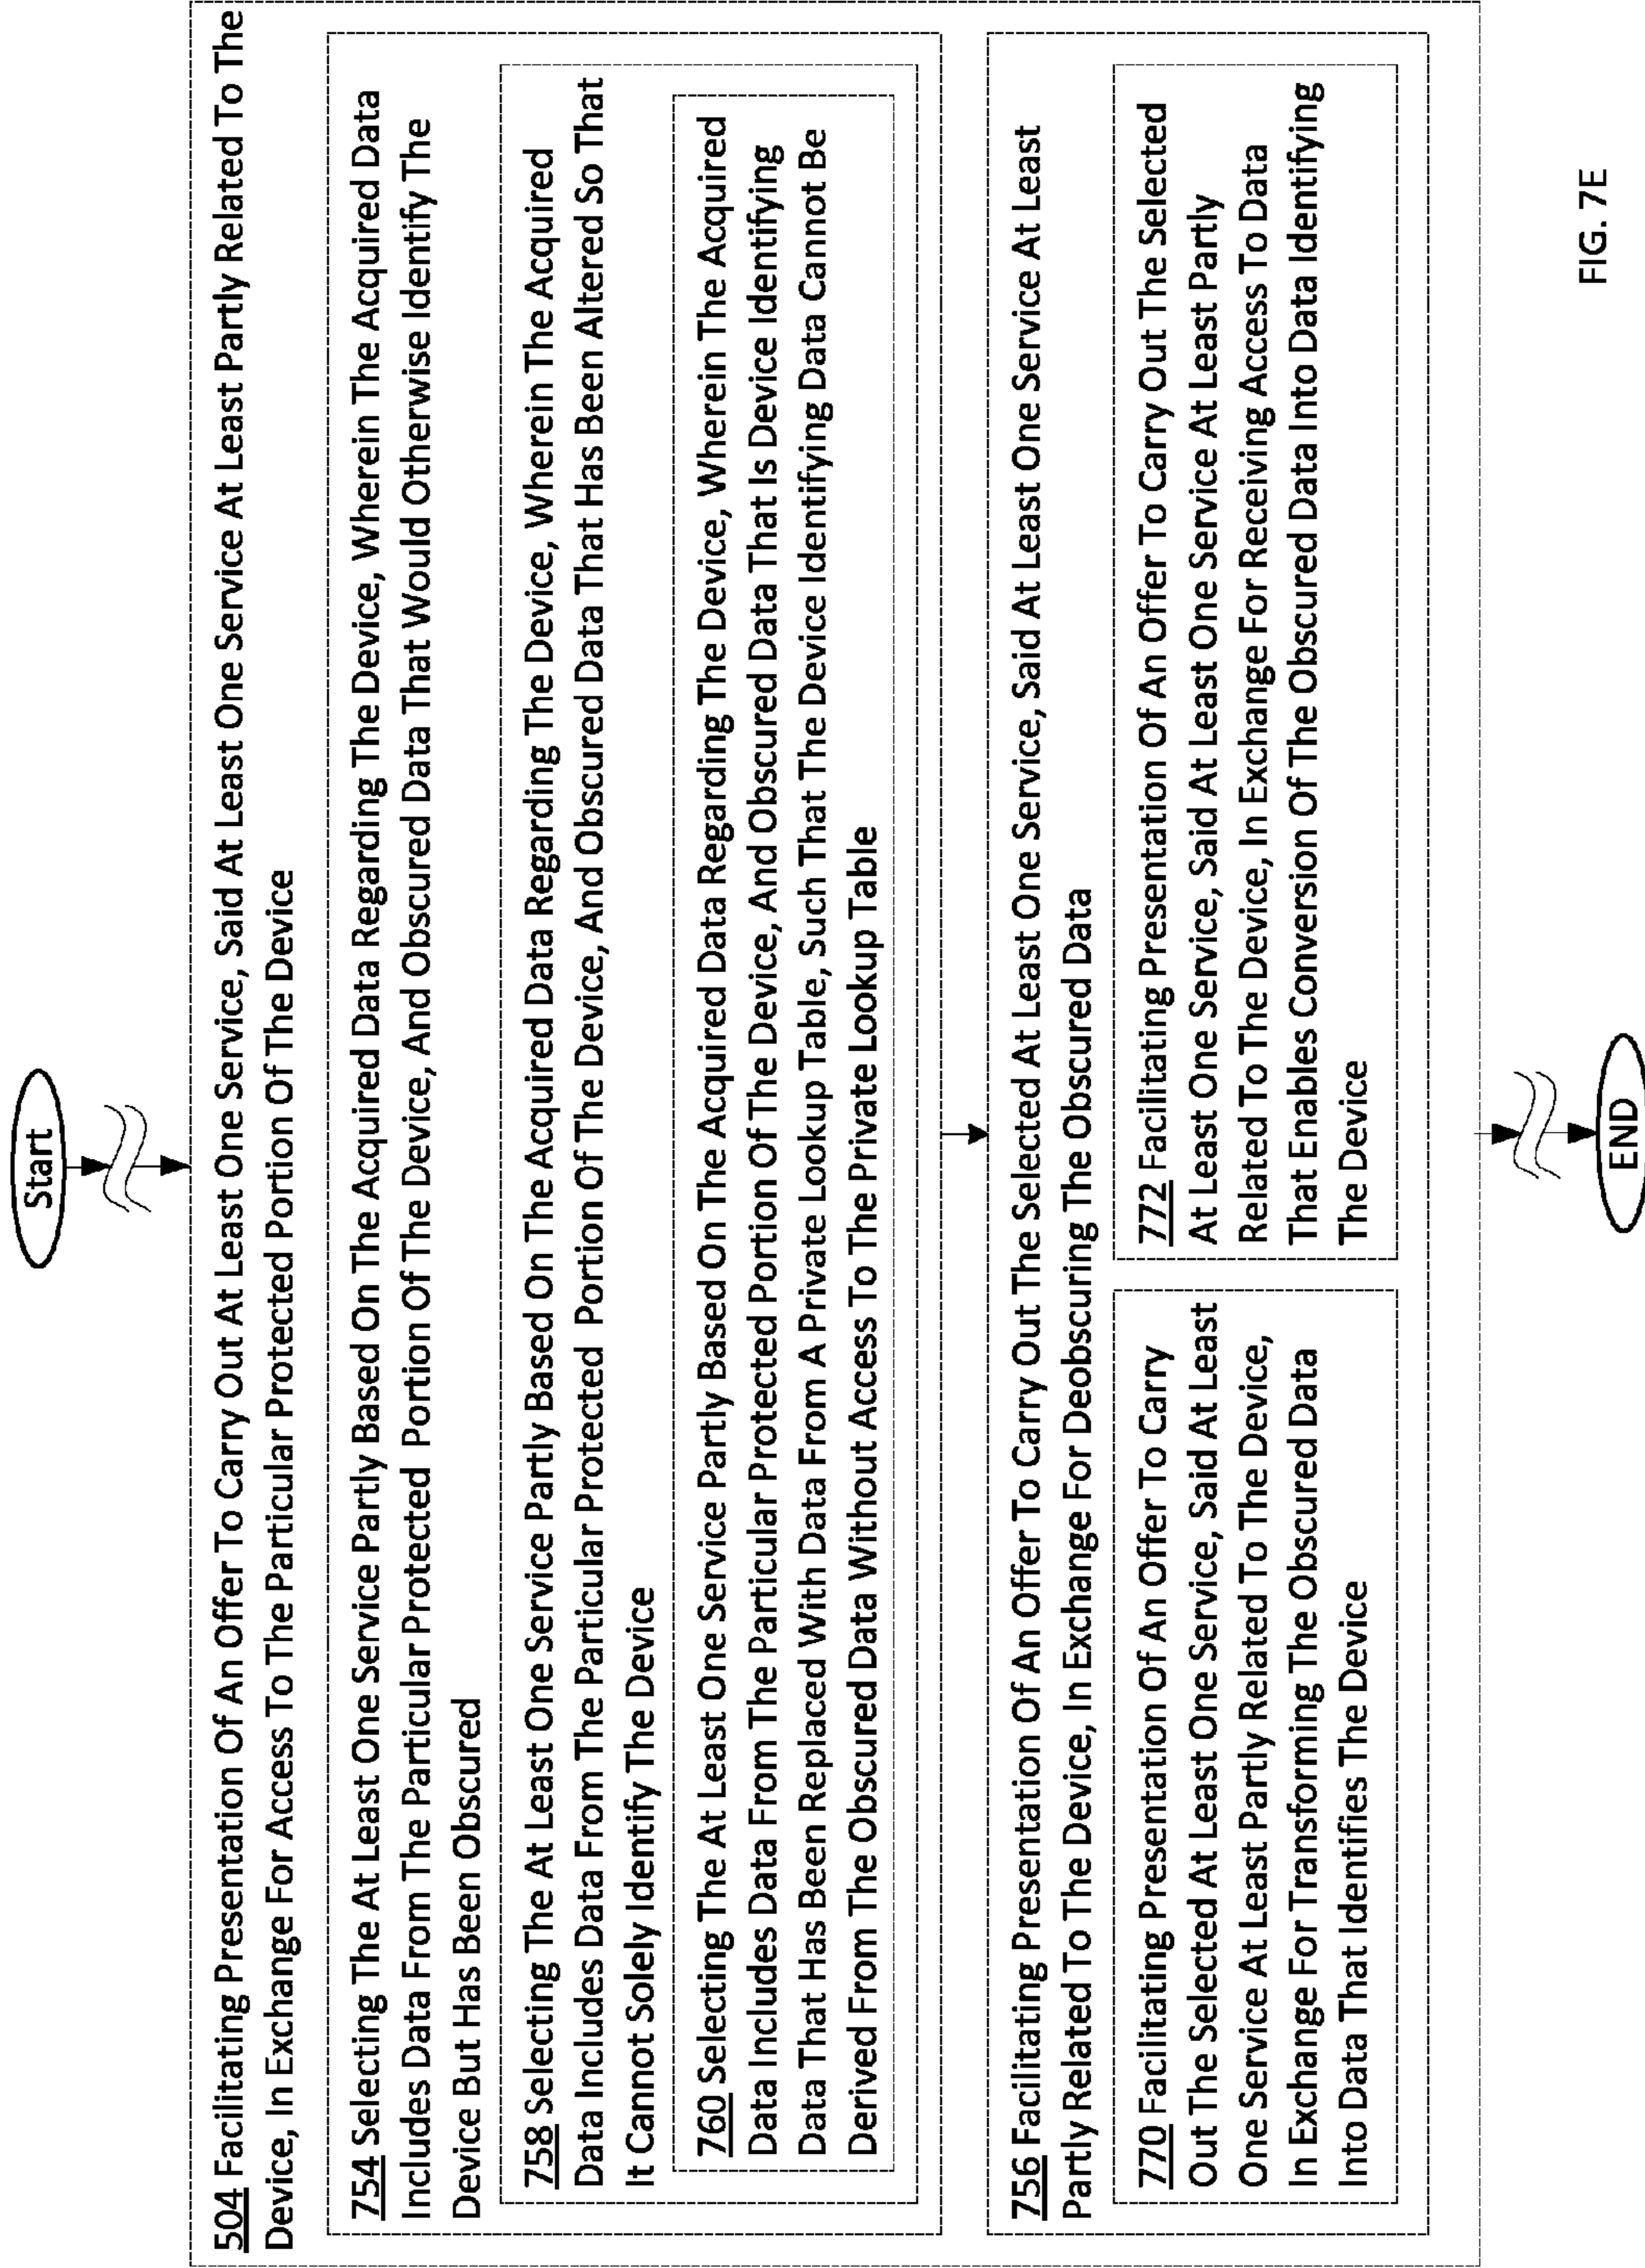 Start
504 Facilitating Presentation Of An Offer To Carry Out At Least One Service, Said At Least One Service At Least Partly Related To The
Device, In Exchange For Access To The Particular Protected Portion Of The Device
754 Selecting The At Least One Service Partly Based On The Acquired Data Regarding The Device, Wherein The Acquired Data
Includes Data From The Particular Protected Portion Of The Device, And Obscured Data That Would Otherwise Identify The
Device But Has Been Obscured
758 Selecting The At Least One Service Partly Based On The Acquired Data Regarding The Device, Wherein The Acquired
Data Includes Data From The Particular Protected Portion Of The Device, And Obscured Data That Has Been Altered So That
It Cannot Solely Identify The Device
760 Selecting The At Least One Service Partly Based On The Acquired Data Regarding The Device, Wherein The Acquired
Data Includes Data From The Particular Protected Portion Of The Device, And Obscured Data That Is Device Identifying
Data That Has Been Replaced With Data From A Private Lookup Table, Such That The Device Identifying Data Cannot Be
Derived From The Obscured Data Without Access To The Private Lookup Table
756 Facilitating Presentation Of An Offer To Carry Out The Selected At Least One Service, Said At Least One Service At Least
Partly Related To The Device, In Exchange For Deobscuring The Obscured Data
770 Facilitating Presentation Of An Offer To Carry
Out The Selected At Least One Service, Said At Least
One Service At Least Partly Related To The Device,
In Exchange For Transforming The Obscured Data
Into Data That Identifies The Device
772 Facilitating Presentation Of An Offer To Carry Out The Selected
At Least One Service, Said At Least One Service At Least Partly
Related To The Device, In Exchange For Receiving Access To Data
That Enables Conversion Of The Obscured Data Into Data Identifying
The Device
END
FIG. 7E